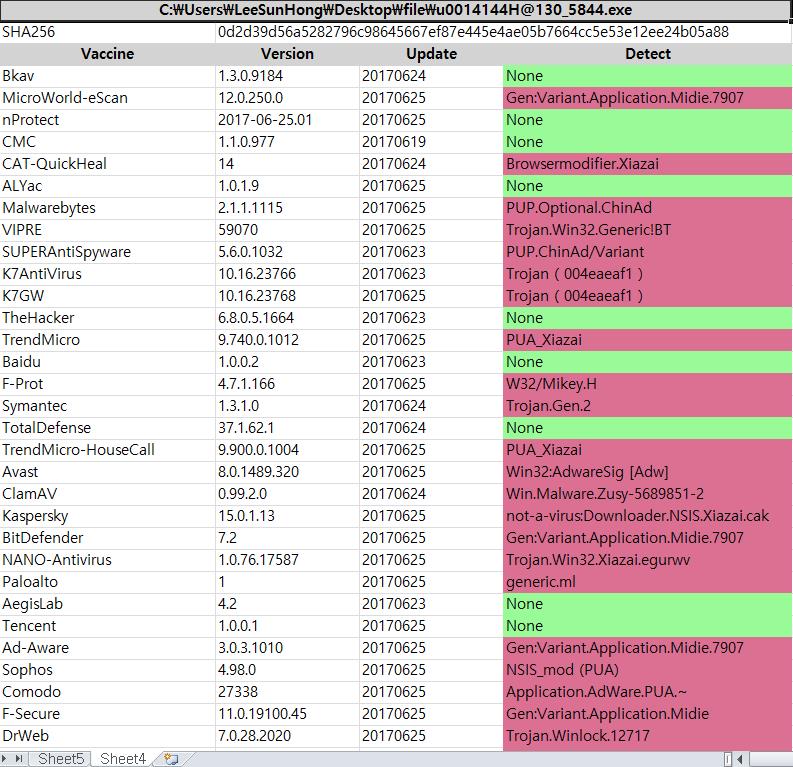 C:₩Users₩LeeSunHong₩Desktop₩file₩u0014144H@130_5844.exe
SHA256 0d2d39d56a5282796c98645667ef87e445e4ae05b7664cc5e53e12ee24b05a88
Vaccine Version Update Detect
Bkav 1.3.0.9184 20170624 None
MicroWorld-eScan 12.0.250.0 20170625 Gen:Variant.Application.Midie.7907
nProtect 2017-06-25.01 20170625 None
CMC 1.1.0.977 20170619 None
CAT-QuickHeal 14 20170624 Browsermodifier.Xiazai
ALYac 1.0.1.9 20170625 None
Malwarebytes 2.1.1.1115 20170625 PUP.Optional.ChinAd
VIPRE 59070 20170625 Trojan.Win32.Generic!BT
SUPERAntiSpyware 5.6.0.1032 20170623 PUP.ChinAd/Variant
K7AntiVirus 10.16.23766 20170623 Trojan ( 004eaeaf1 )
K7GW 10.16.23768 20170625 Trojan ( 004eaeaf1 )
TheHacker 6.8.0.5.1664 20170623 None
TrendMicro 9.740.0.1012 20170625 PUA_Xiazai
Baidu 1.0.0.2 20170623 None
F-Prot 4.7.1.166 20170625 W32/Mikey.H
Symantec 1.3.1.0 20170624 Trojan.Gen.2
TotalDefense 37.1.62.1 20170624 None
TrendMicro-HouseCall 9.900.0.1004 20170625 PUA_Xiazai
Avast 8.0.1489.320 20170625 Win32:AdwareSig [Adw]
ClamAV 0.99.2.0 20170624 Win.Malware.Zusy-5689851-2
Kaspersky 15.0.1.13 20170625 not-a-virus:Downloader.NSIS.Xiazai.cak
BitDefender 7.2 20170625 Gen:Variant.Application.Midie.7907
NANO-Antivirus 1.0.76.17587 20170625 Trojan.Win32.Xiazai.egurwv
Paloalto 1 20170625 generic.ml
AegisLab 4.2 20170623 None
Tencent 1.0.0.1 20170625 None
Ad-Aware 3.0.3.1010 20170625 Gen:Variant.Application.Midie.7907
Sophos 4.98.0 20170625 NSIS_mod (PUA)
Comodo 27338 20170625 Application.AdWare.PUA.~
F-Secure 11.0.19100.45 20170625 Gen:Variant.Application.Midie
DrWeb 7.0.28.2020 20170625 Trojan.Winlock.12717
Sheet5 Sheet4